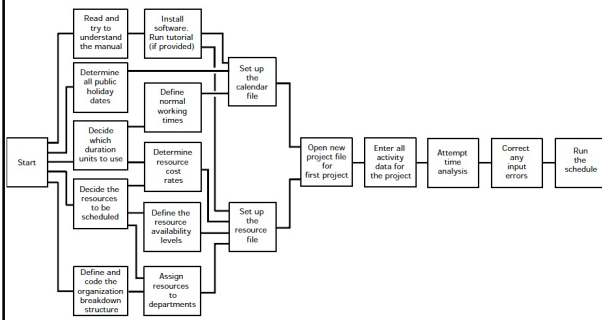 Read and
try to
understand
the manual
Install
software.
Run tutorial
(if provided)
Determine
all public
holiday
dates
Set up
the
calendar
file
Define
normal
working
times
Start
Decide
which
duration
units to use
Determine
resource
cost
rates
Open new
project file
for
first project
Enter all
activity
data for
the project
Attempt
time
analysis
Correct
any
input
errors
Run
the
schedule
Decide the
resources
to be
scheduled
Define the
resource
availability
levels
Set up
the
resource
file
Define and
code the
organization
breakdown
structure
Assign
resources
to
departments